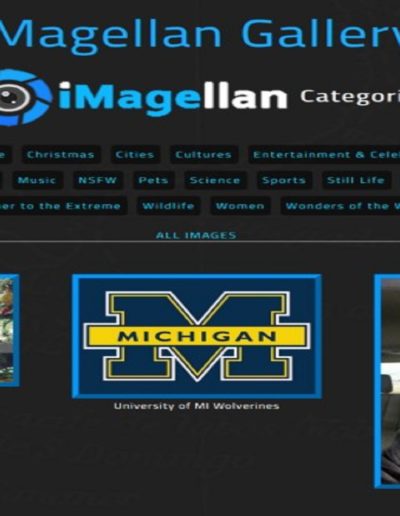 Magellan Gallery
iMagellan Categori
e Christmas Cities Cultures Entertainment & Cele
Music NSFW Pets Science Sports Still Life
er to the Extreme Wildlife Women Wonders of the W
ALL IMAGES
MICHIGAN
University of MI Wolverines